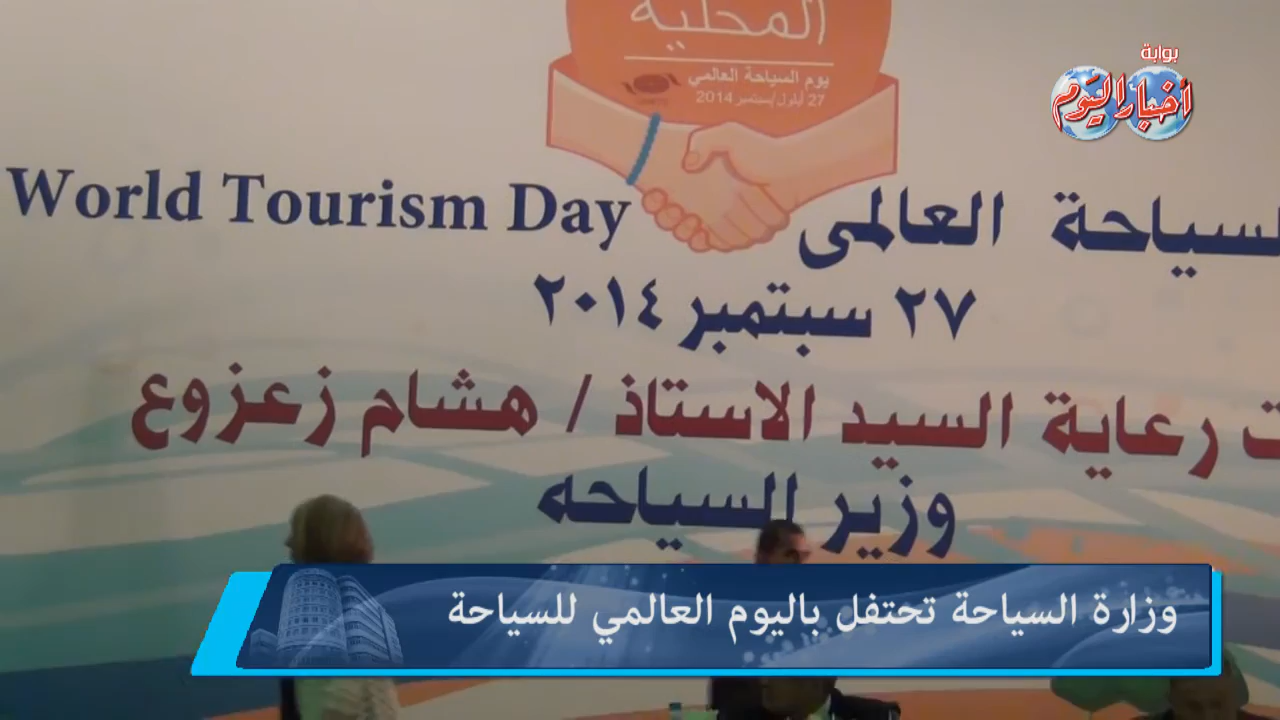 المحلية
يوم السياحة العالمي
27 أيلول/سبتمبر 2014
بوابة
أخبار اليوم
World Tourism Day
لسياحة العالمى
٢٧ سبتمبر ٢٠١٤
ت رعاية السيد الاستاذ / هشام زعزوع
وزير السياحه
وزارة السياحة تحتفل باليوم العالمي للسياحة